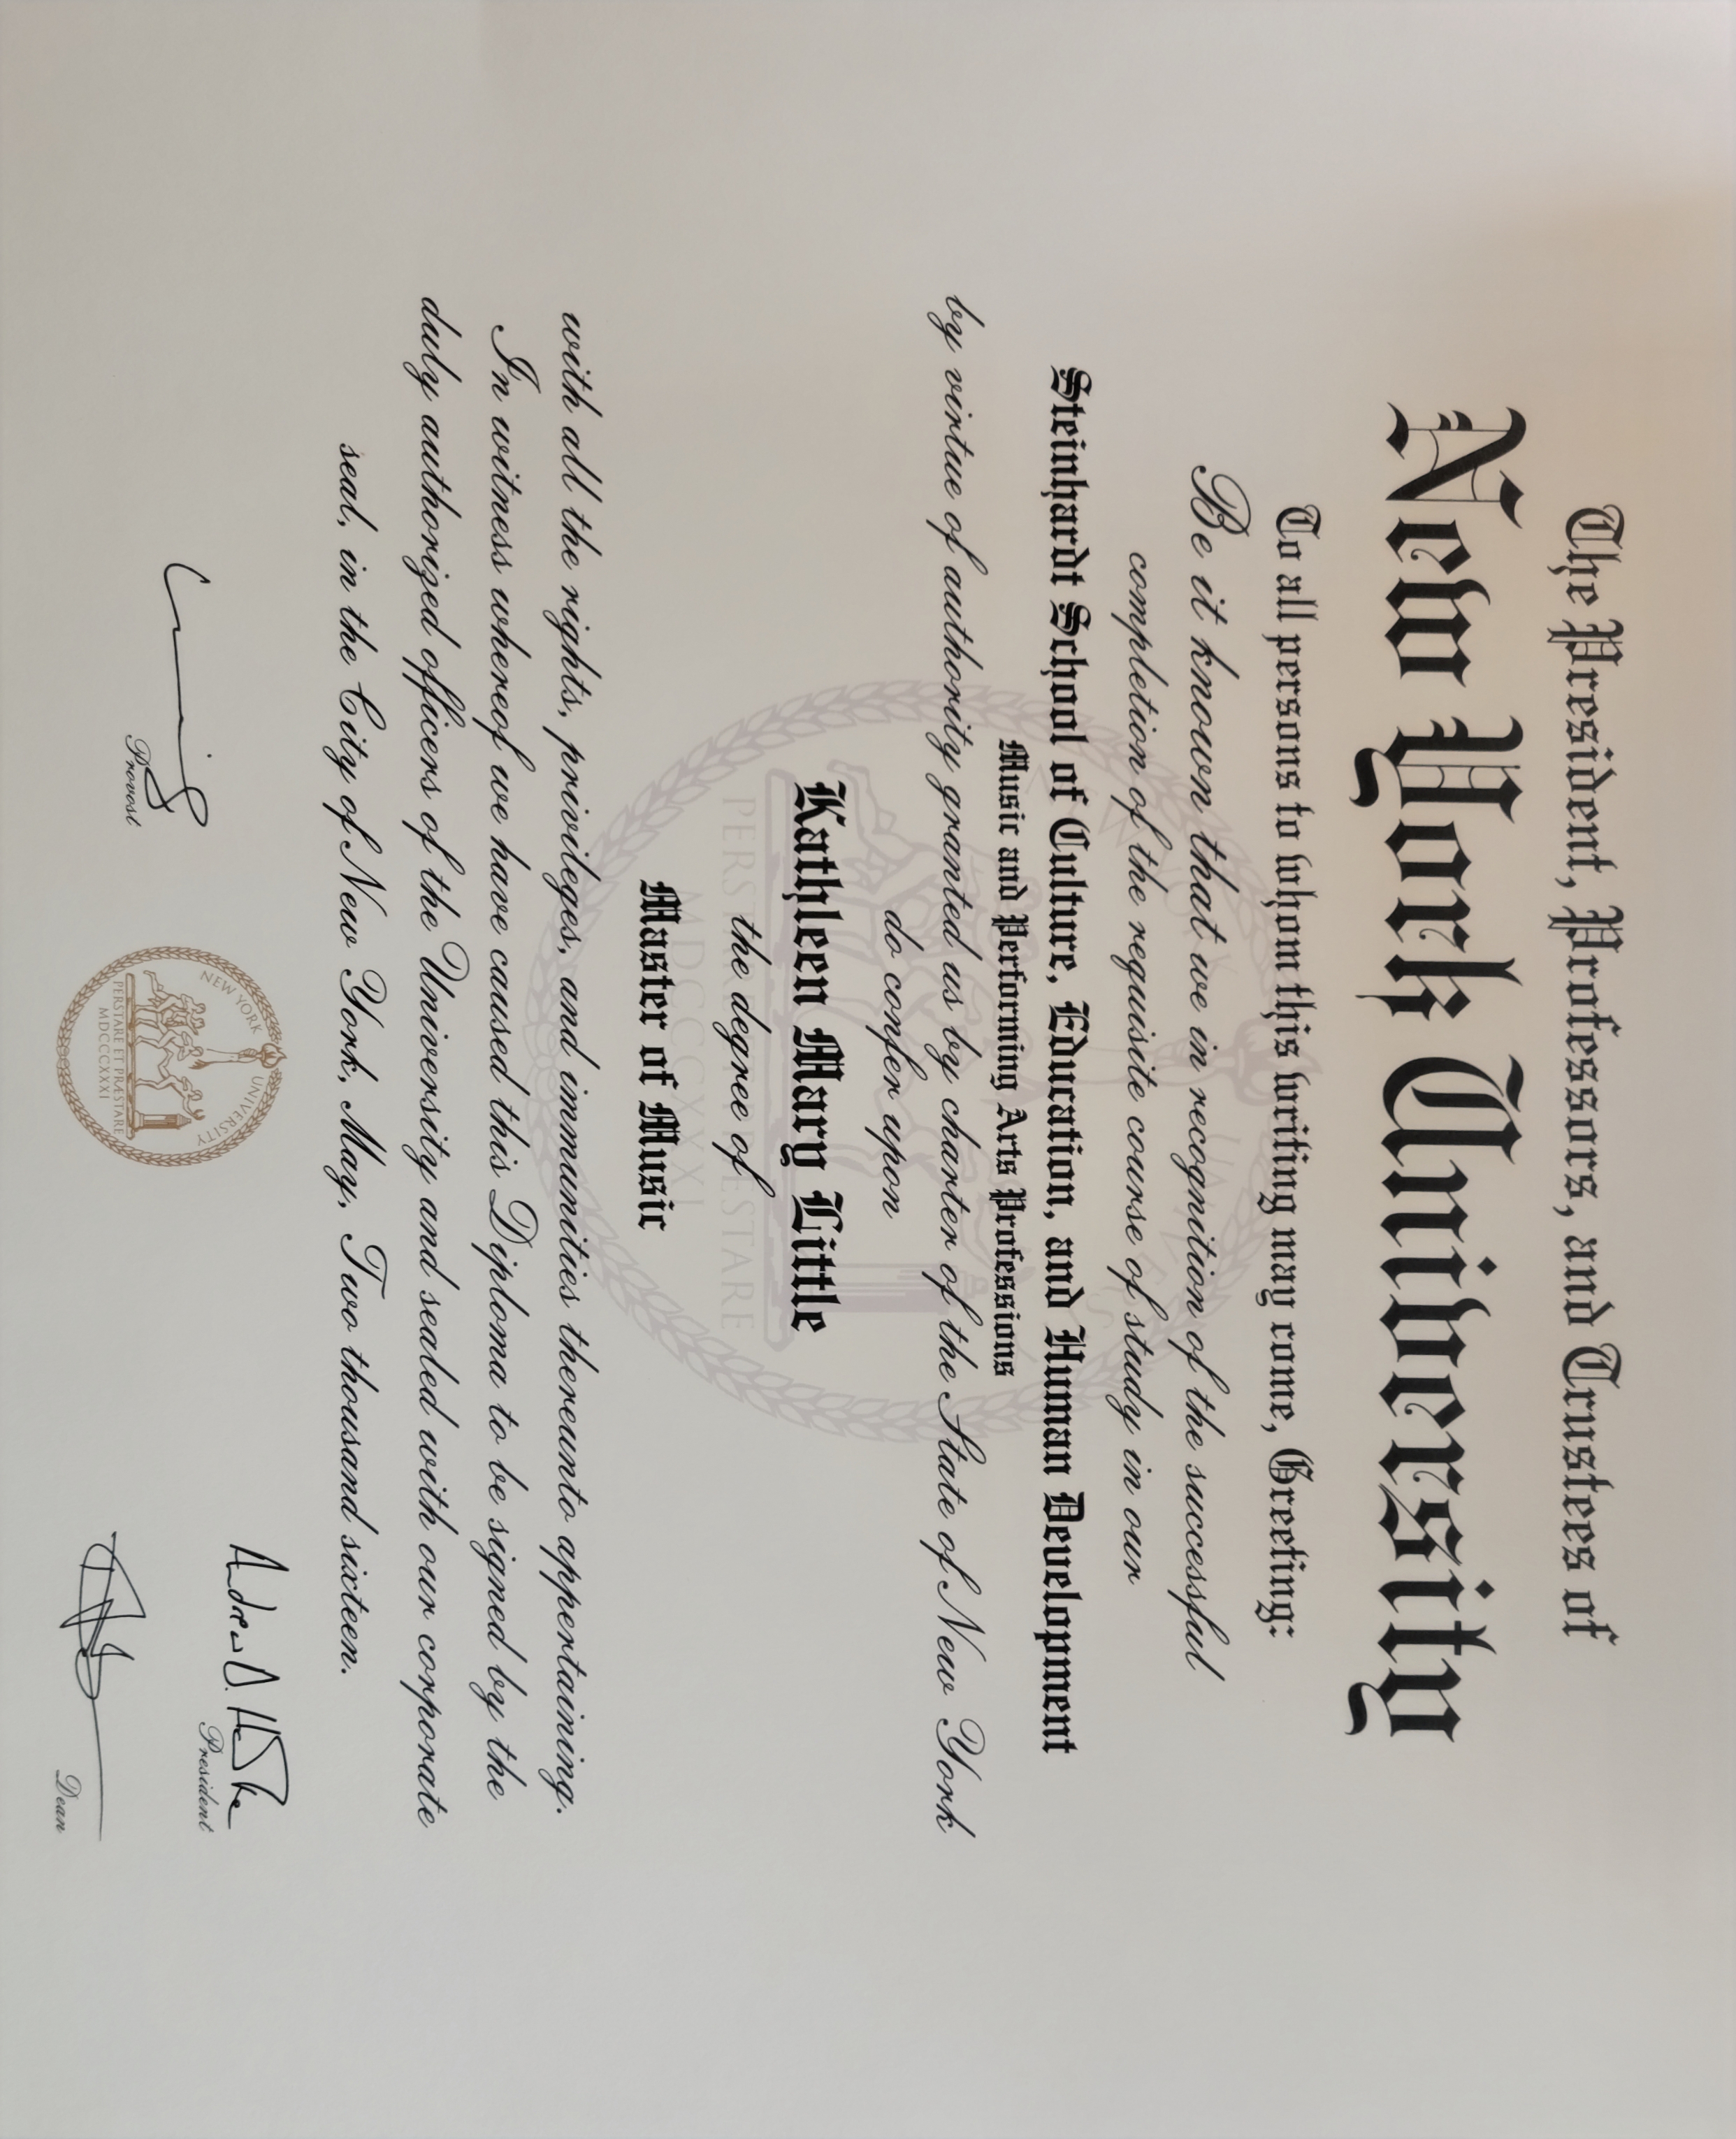 The President, Professors, and Trustees of
New York University
To all persons to whom this writing may come, Greeting:
Be it known that we in recognition of the successful
completion of the requisite course of study in our
Steinhardt School of Culture, Education, and Human Development
Music and Performing Arts Professions
by virtue of authority granted us by charter of the State of New York
do confer upon
Kathleen Mary Little
the degree of
Master of Music
with all the rights, privileges, and immunities thereunto appertaining.
In witness whereof we have caused this Diploma to be signed by the
duly authorized officers of the University and sealed with our corporate
seal, in the City of New York, May, Two thousand sixteen.
Provost
NEW YORK UNIVERSITY
PERSTARE ET PRÆSTARE
MDCCCXXXI
President
Dean